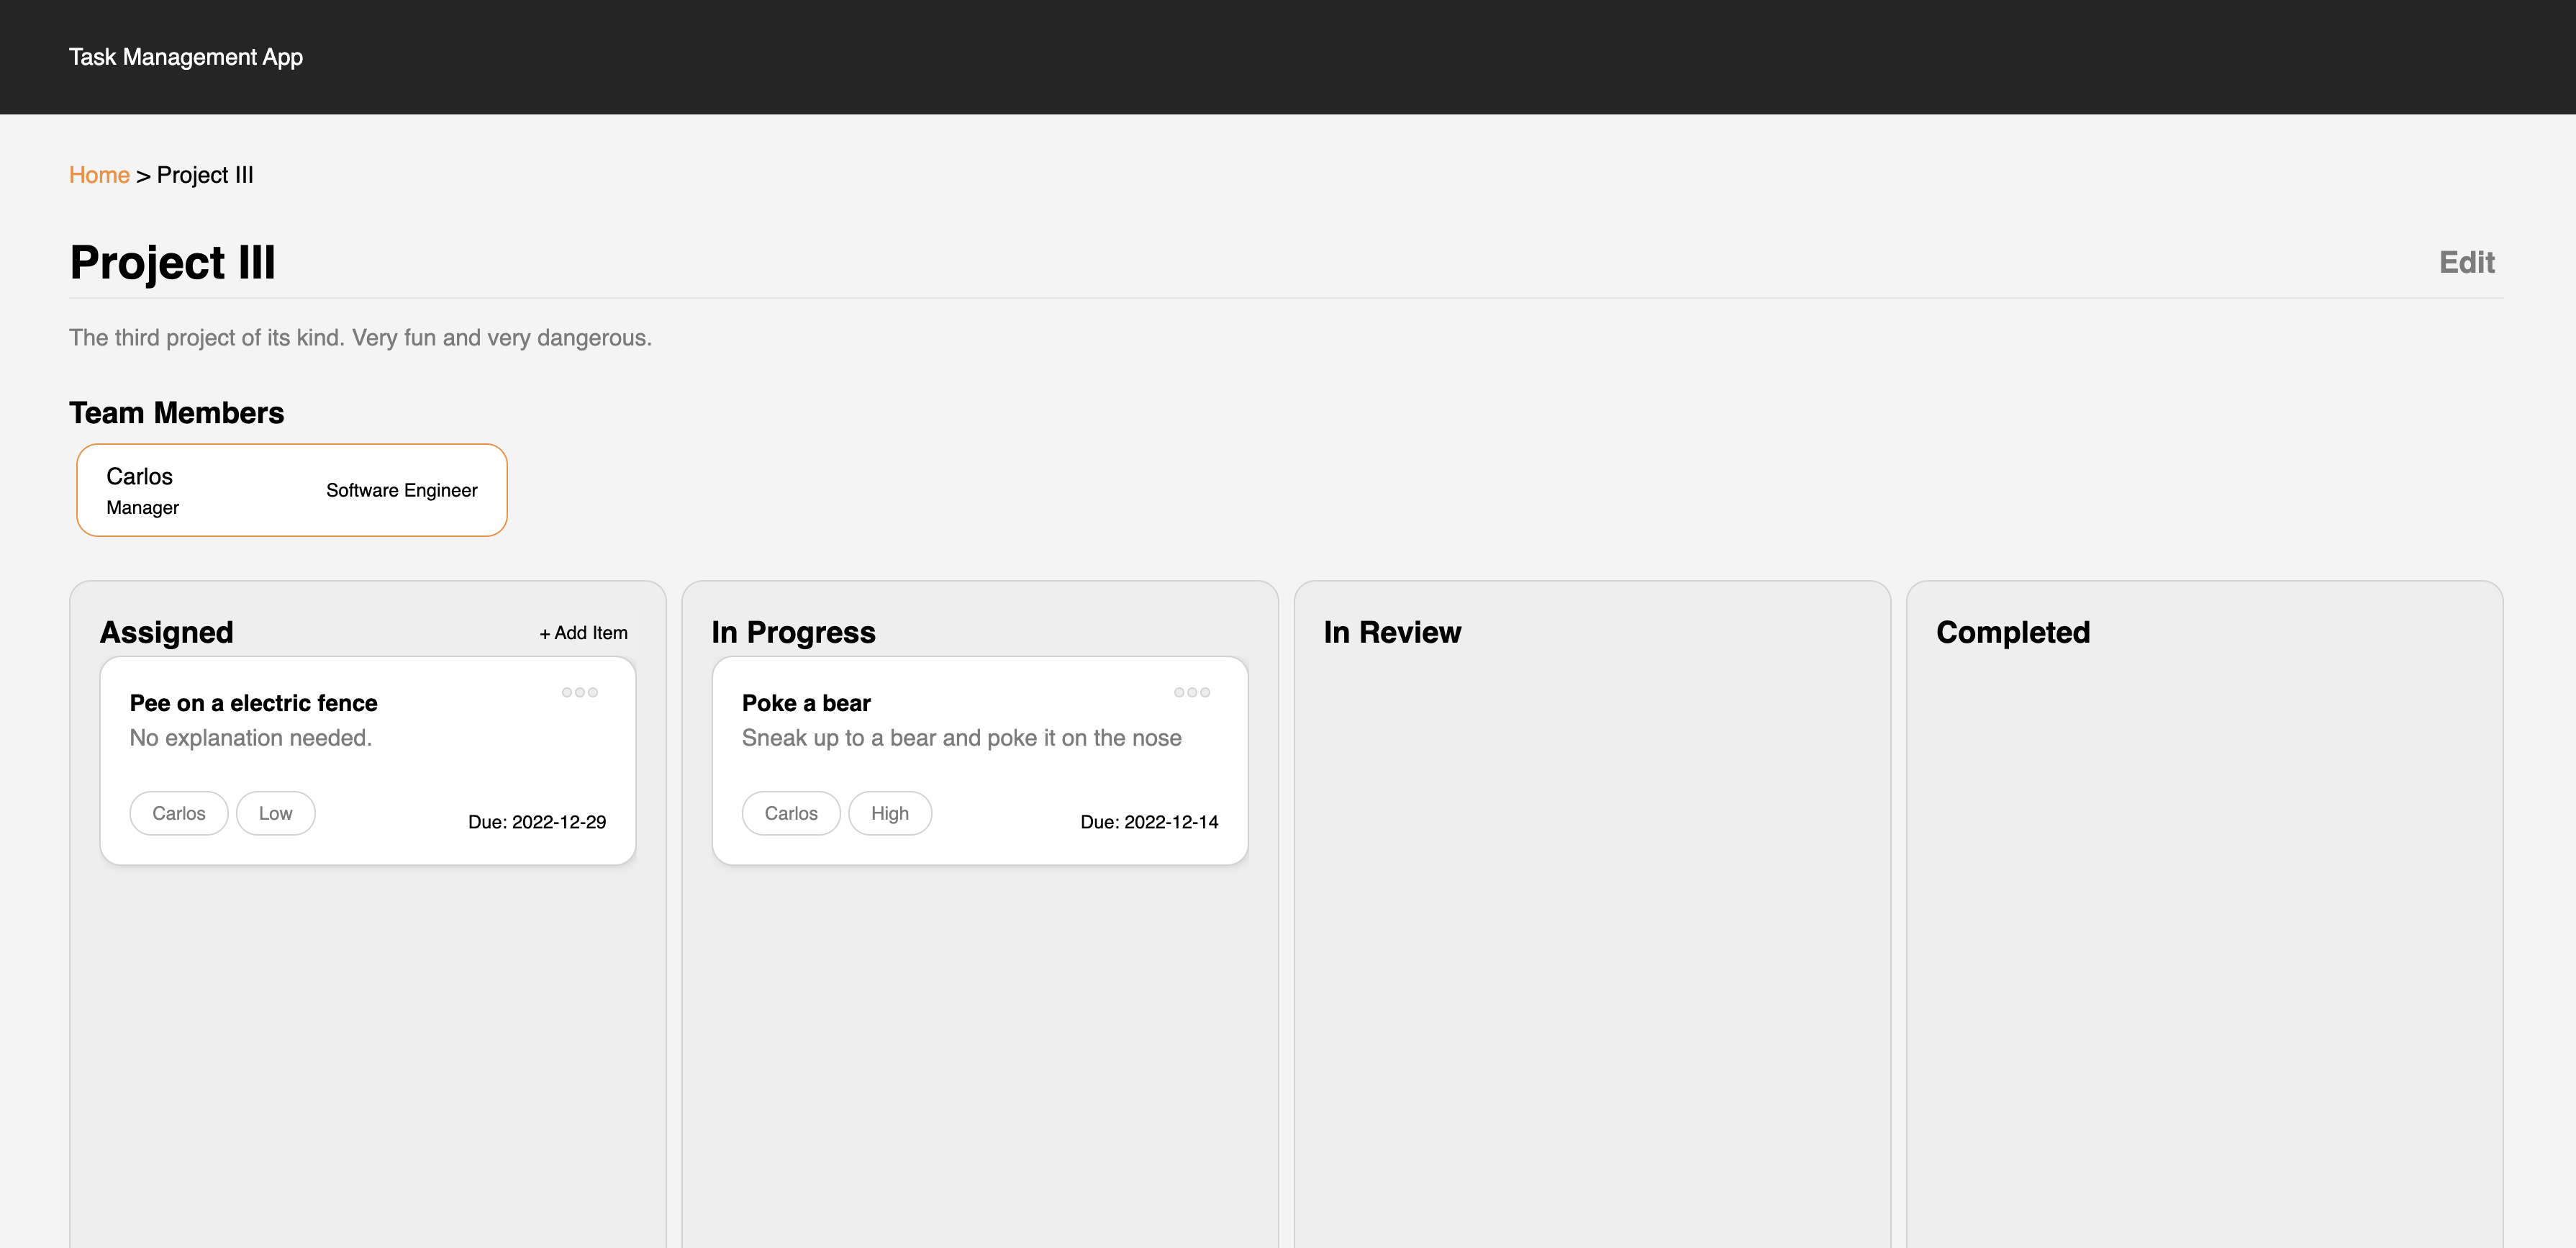 Task Management App
Home > Project III
Project III
Edit
The third project of its kind. Very fun and very dangerous.
Team Members
Carlos
Manager
Software Engineer
Assigned
+ Add Item
Pee on a electric fence
No explanation needed.
Carlos
Low
Due: 2022-12-29
In Progress
Poke a bear
Sneak up to a bear and poke it on the nose
Carlos
High
Due: 2022-12-14
In Review
Completed